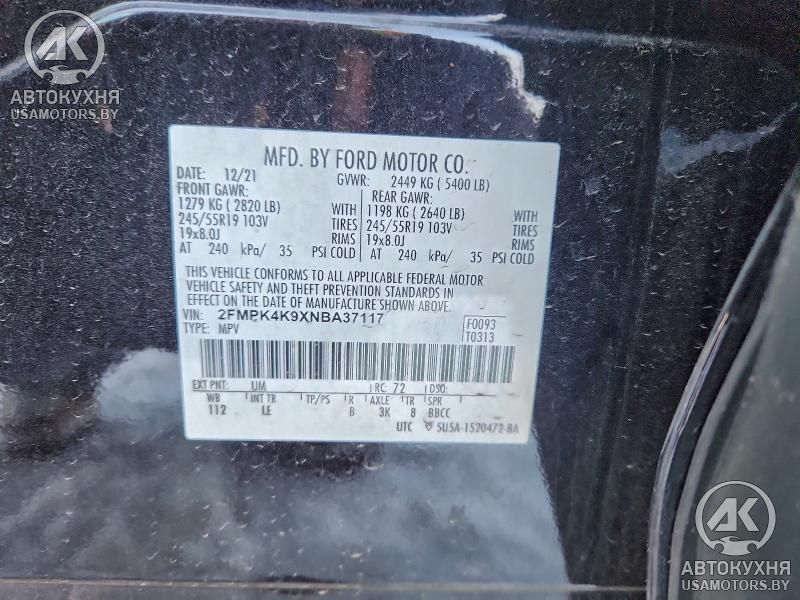 АК
АВТОКУХНЯ
USAMOTORS.BY
MFD. BY FORD MOTOR CO.
DATE: 12/21 GVWR: 2449 KG ( 5400 LB)
FRONT GAWR: REAR GAWR:
1279 KG ( 2820 LB) WITH 1198 KG ( 2640 LB) WITH
245/55R19 103V TIRES 245/55R19 103V TIRES
19x8.0J RIMS 19x8.0J RIMS
AT 240 kPa/ 35 PSI COLD AT 240 kPa/ 35 PSI COLD
THIS VEHICLE CONFORMS TO ALL APPLICABLE FEDERAL MOTOR
VEHICLE SAFETY AND THEFT PREVENTION STANDARDS IN
EFFECT ON THE DATE OF MANUFACTURE SHOWN ABOVE.
VIN: 2FMPK4K9XNBA37117 F0093
TYPE: MPV T0313
EXT PNT: UM RC: 72 DSO:
WB INT TR TP/PS R AXLE TR SPR
112 LE B 3K 8 BBCC
UTC 5U5A-1520472-BA
АК
АВТОКУХНЯ
USAMOTORS.BY